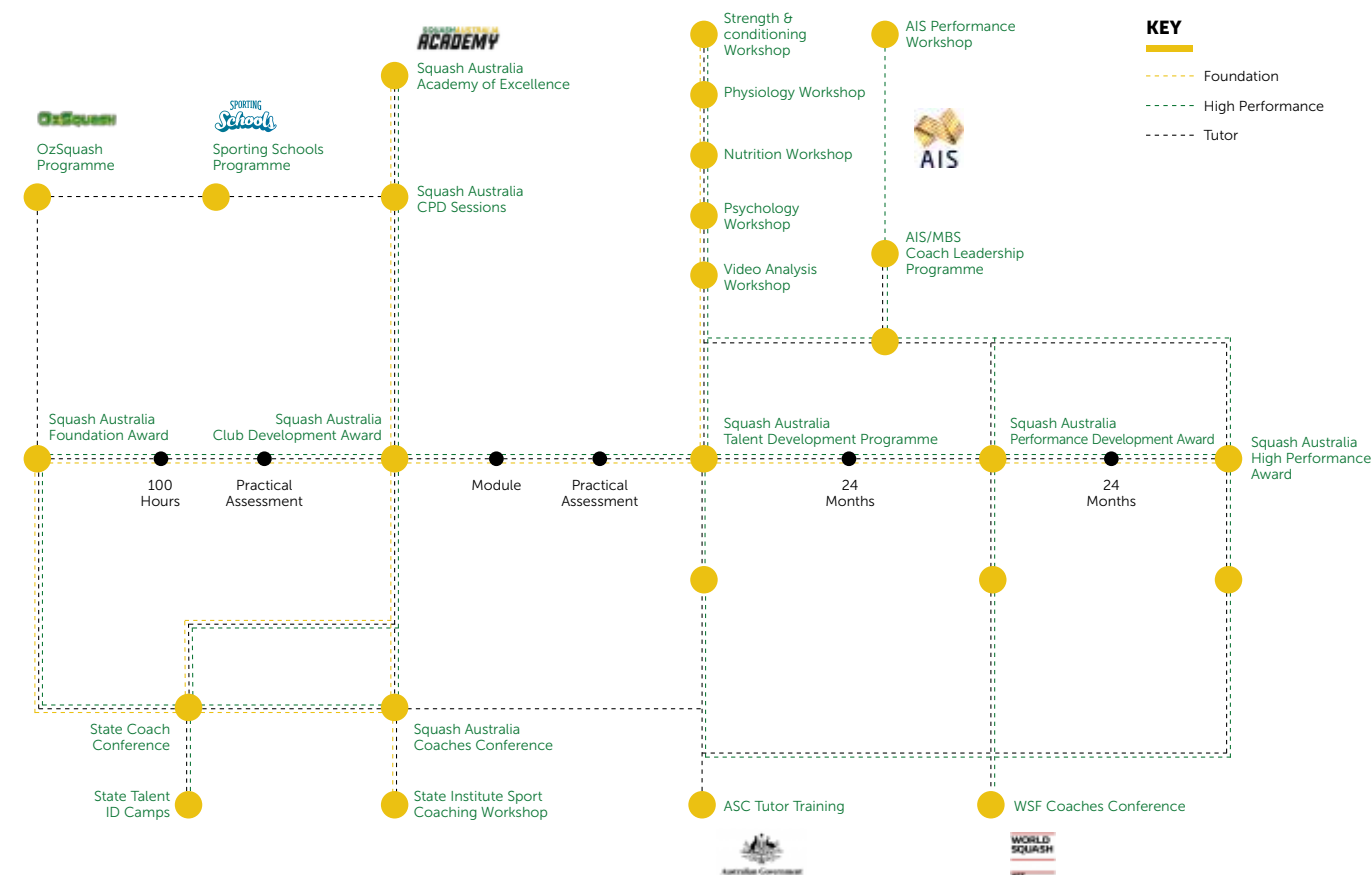 SQUASHAUSTRALIA
ACADEMY
Squash Australia
Academy of Excellence
OzSquash
OzSquash
Programme
SPORTING
Schools
Sporting Schools
Programme
Squash Australia
CPD Sessions
Strength &
conditioning
Workshop
Physiology Workshop
Nutrition Workshop
Psychology
Workshop
Video Analysis
Workshop
AIS Performance
Workshop
AIS
AIS/MBS
Coach Leadership
Programme
KEY
Foundation
High Performance
Tutor
Squash Australia
Foundation Award
100
Hours
Practical
Assessment
Squash Australia
Club Development Award
Module
Practical
Assessment
Squash Australia
Talent Development Programme
24
Months
Squash Australia
Performance Development Award
24
Months
Squash Australia
High Performance
Award
State Coach
Conference
Squash Australia
Coaches Conference
State Talent
ID Camps
State Institute Sport
Coaching Workshop
ASC Tutor Training
WSF Coaches Conference
Australian Government
WORLD
SQUASH